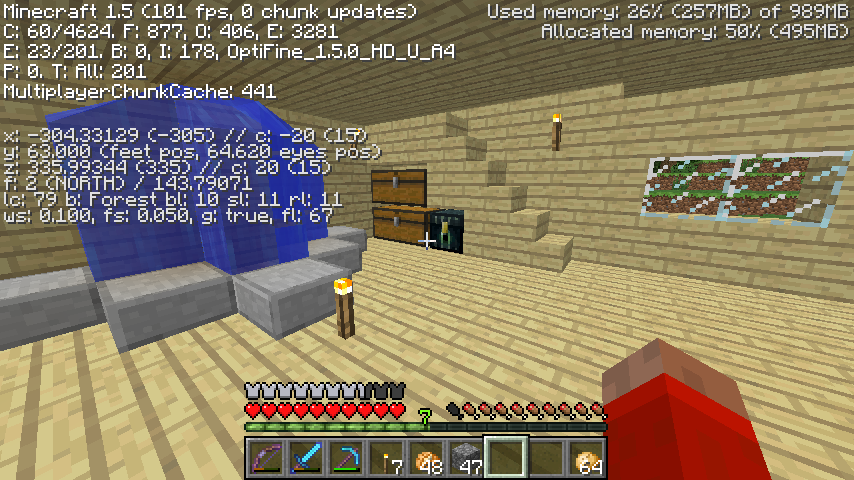 Minecraft 1.5 (101 fps, 0 chunk updates)
Used memory: 26% (257MB) of 989MB
C: 60/4624, F: 877, O: 406, E: 3281
Allocated memory: 50% (495MB)
E: 23/201, B: 0, I: 178, OptiFine_1.5.0_HD_U_A4
P: 0, T: All: 201
MultiplayerChunkCache: 441
x: -304.33129 (-305) // c: -20 (15)
y: 63.000 (feet pos, 64.620 eyes pos)
z: 335.99344 (335) // c: 20 (15)
f: 2 (NORTH) / 143.79071
lc: 79 b: Forest bl: 10 sl: 11 rl: 11
ws: 0.100, fs: 0.050, g: true, fl: 67
7
7 48 47 64